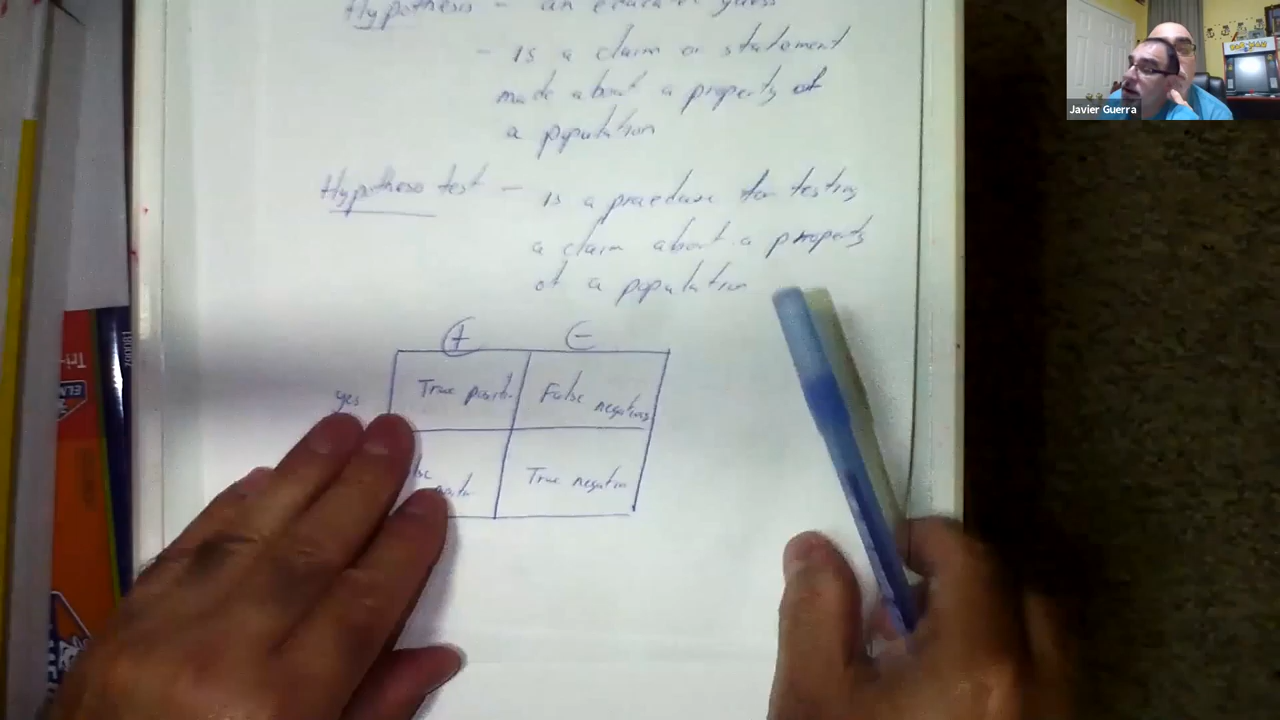 Hypothesis - an educated guess
- is a claim or statement
made about a property of
a population
Hypothesis test - is a procedure for testing
a claim about a property
of a population
+ -
yes True positive False negatives
True negative
Javier Guerra